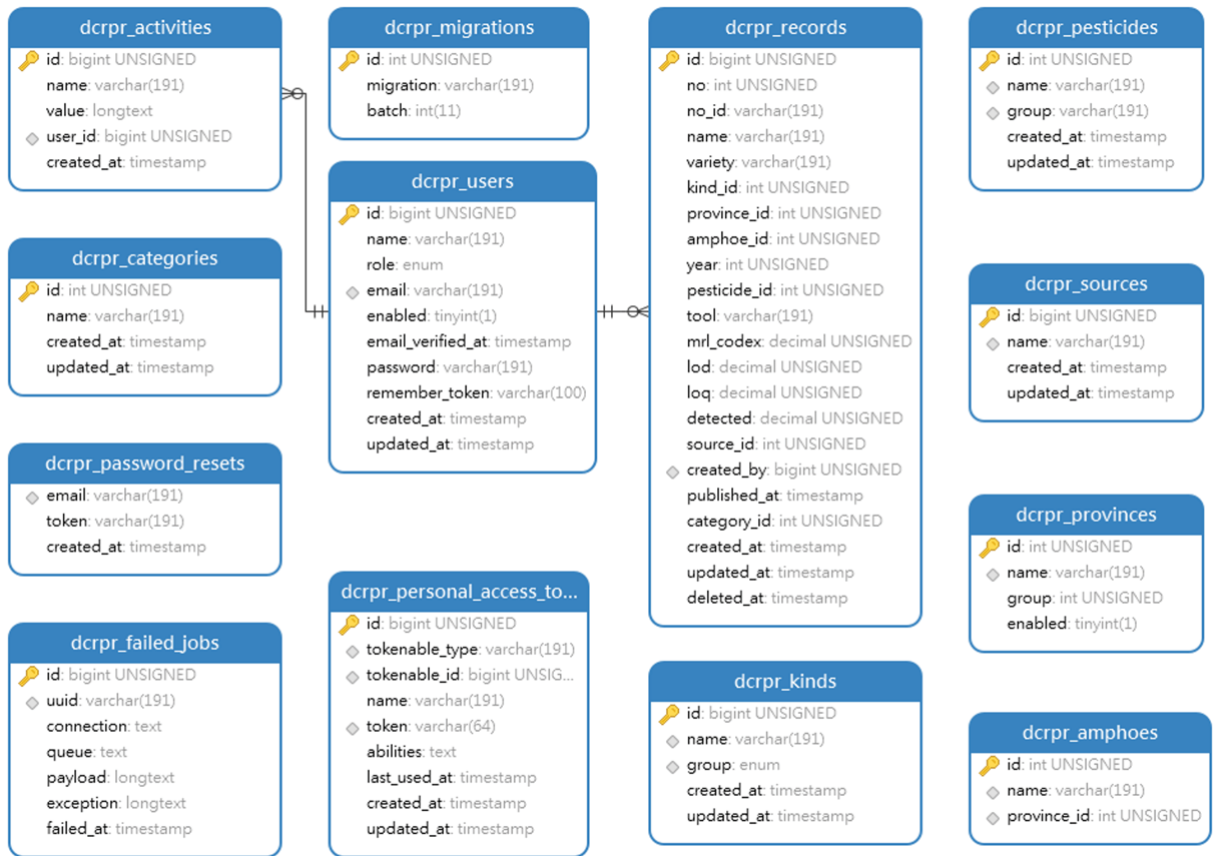 dcrpr_activities
id: bigint UNSIGNED
name: varchar(191)
value: longtext
user_id: bigint UNSIGNED
created_at: timestamp
dcrpr_categories
id: int UNSIGNED
name: varchar(191)
created_at: timestamp
updated_at: timestamp
dcrpr_password_resets
email: varchar(191)
token: varchar(191)
created_at: timestamp
dcrpr_failed_jobs
id: bigint UNSIGNED
uuid: varchar(191)
connection: text
queue: text
payload: longtext
exception: longtext
failed_at: timestamp
dcrpr_migrations
id: int UNSIGNED
migration: varchar(191)
batch: int(11)
dcrpr_users
id: bigint UNSIGNED
name: varchar(191)
role: enum
email: varchar(191)
enabled: tinyint(1)
email_verified_at: timestamp
password: varchar(191)
remember_token: varchar(100)
created_at: timestamp
updated_at: timestamp
dcrpr_personal_access_to...
id: bigint UNSIGNED
tokenable_type: varchar(191)
tokenable_id: bigint UNSIG...
name: varchar(191)
token: varchar(64)
abilities: text
last_used_at: timestamp
created_at: timestamp
updated_at: timestamp
dcrpr_records
id: bigint UNSIGNED
no: int UNSIGNED
no_id: varchar(191)
name: varchar(191)
variety: varchar(191)
kind_id: int UNSIGNED
province_id: int UNSIGNED
amphoe_id: int UNSIGNED
year: int UNSIGNED
pesticide_id: int UNSIGNED
tool: varchar(191)
mrl_codex: decimal UNSIGNED
lod: decimal UNSIGNED
loq: decimal UNSIGNED
detected: decimal UNSIGNED
source_id: int UNSIGNED
created_by: bigint UNSIGNED
published_at: timestamp
category_id: int UNSIGNED
created_at: timestamp
updated_at: timestamp
deleted_at: timestamp
dcrpr_kinds
id: bigint UNSIGNED
name: varchar(191)
group: enum
created_at: timestamp
updated_at: timestamp
dcrpr_pesticides
id: int UNSIGNED
name: varchar(191)
group: varchar(191)
created_at: timestamp
updated_at: timestamp
dcrpr_sources
id: bigint UNSIGNED
name: varchar(191)
created_at: timestamp
updated_at: timestamp
dcrpr_provinces
id: int UNSIGNED
name: varchar(191)
group: int UNSIGNED
enabled: tinyint(1)
dcrpr_amphoes
id: int UNSIGNED
name: varchar(191)
province_id: int UNSIGNED